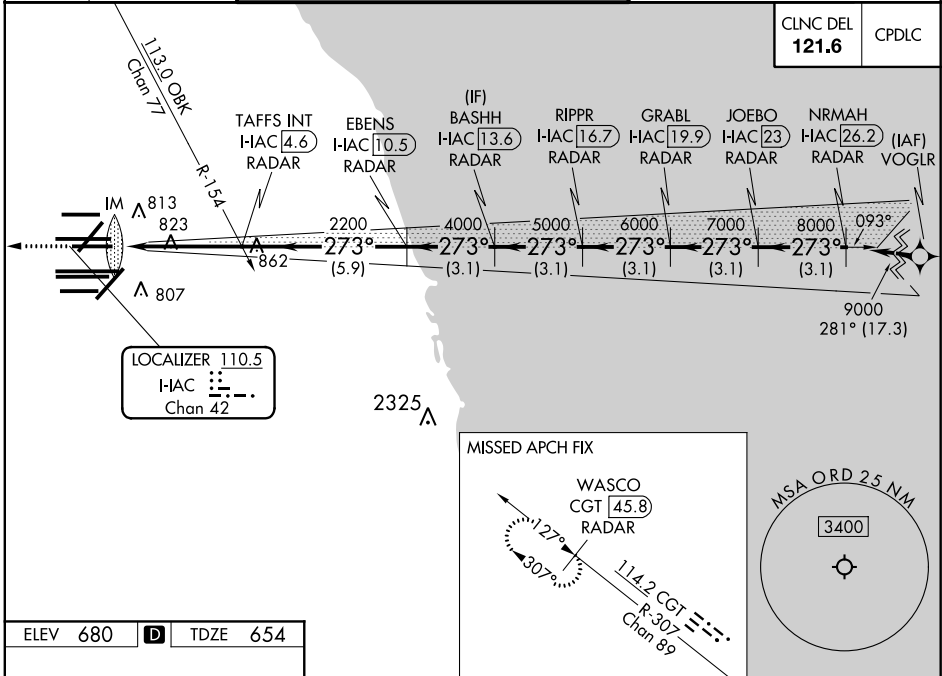 CLNC DEL
121.6
CPDLC
113.0 OBK
Chan 77
R-154
TAFFS INT
I-IAC 4.6
RADAR
EBENS
I-IAC 10.5
RADAR
(IF)
BASHH
I-IAC 13.6
RADAR
RIPPR
I-IAC 16.7
RADAR
GRABL
I-IAC 19.9
RADAR
JOEBO
I-IAC 23
RADAR
NRMAH
I-IAC 26.2
RADAR
(IAF)
VOGLR
IM
813
823
862
807
2200
273°
(5.9)
4000
273°
(3.1)
5000
273°
(3.1)
6000
273°
(3.1)
7000
273°
(3.1)
8000
273°
(3.1)
093°
9000
281° (17.3)
LOCALIZER 110.5
I-IAC
Chan 42
2325
MISSED APCH FIX
WASCO
CGT 45.8
RADAR
127°
307°
114.2 CGT
R-307
Chan 89
MSA ORD 25 NM
3400
ELEV 680 D TDZE 654